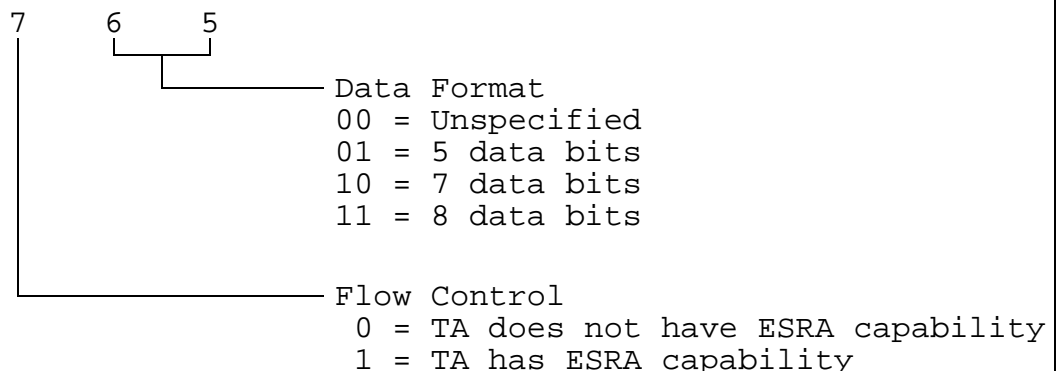 7 6 5
Data Format
00 = Unspecified
01 = 5 data bits
10 = 7 data bits
11 = 8 data bits
Flow Control
0 = TA does not have ESRA capability
1 = TA has ESRA capability